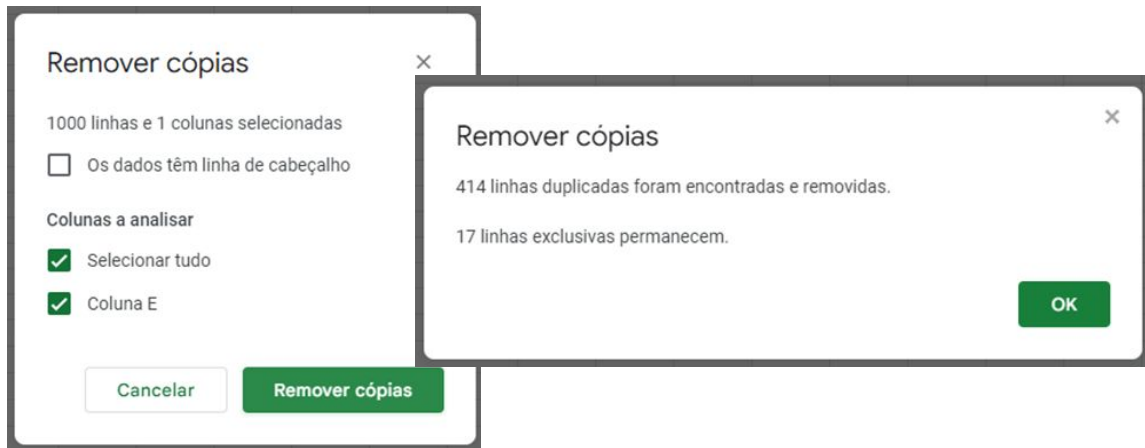 Remover cópias
1000 linhas e 1 colunas selecionadas
Os dados têm linha de cabeçalho
Colunas a analisar
Selecionar tudo
Coluna E
Cancelar
Remover cópias
Remover cópias
414 linhas duplicadas foram encontradas e removidas.
17 linhas exclusivas permanecem.
OK